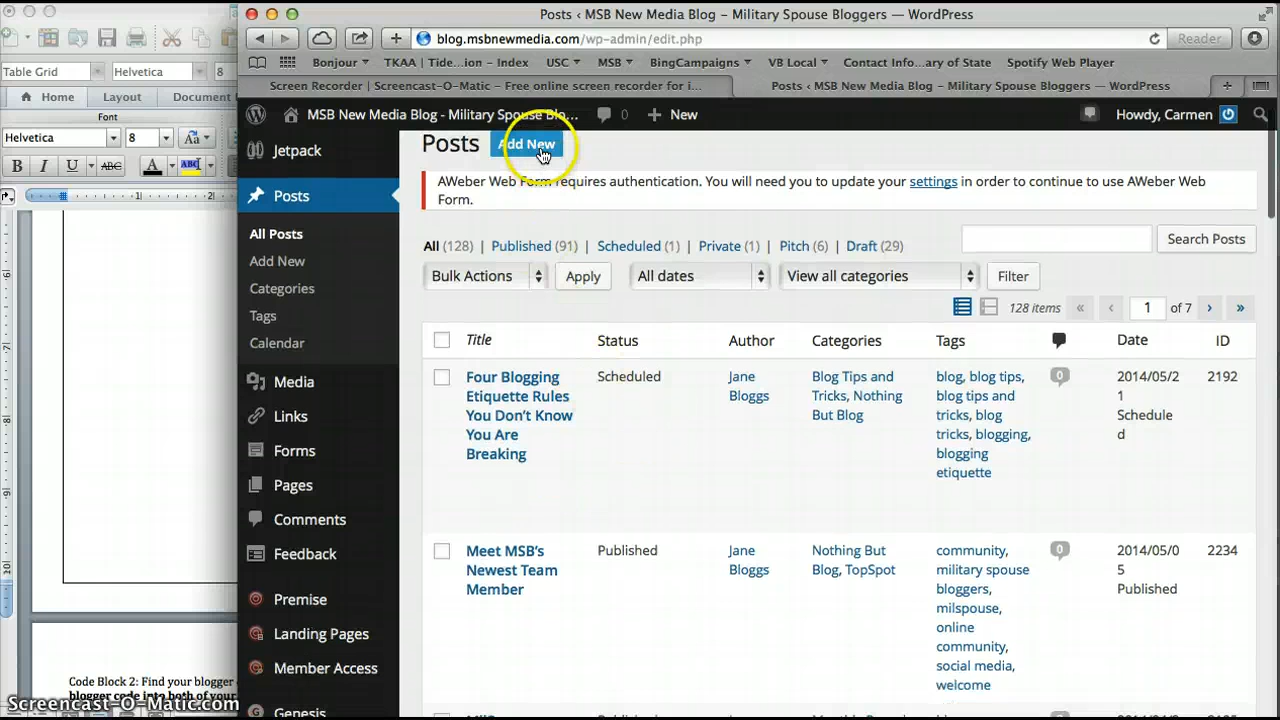 Posts ‹ MSB New Media Blog – Military Spouse Bloggers — WordPress
blog.msbnewmedia.com/wp-admin/edit.php
Reader
Bonjour TKAA | Tide...ion - Index USC MSB BingCampaigns VB Local Contact Info...ary of State Spotify Web Player
Screen Recorder | Screencast-O-Matic – Free online screen recorder for i...
Posts ‹ MSB New Media Blog – Military Spouse Bloggers — WordPress
Table Grid Helvetica 8
Home Layout Document
Font
Helvetica 8 Aa
B I U ABC A ABC
MSB New Media Blog - Military Spouse Blo... 0 New Howdy, Carmen
Jetpack
Posts
All Posts
Add New
Categories
Tags
Calendar
Media
Links
Forms
Pages
Comments
Feedback
Premise
Landing Pages
Member Access
Genesis
Posts Add New
AWeber Web Form requires authentication. You will need you to update your settings in order to continue to use AWeber Web
Form.
All (128) | Published (91) | Scheduled (1) | Private (1) | Pitch (6) | Draft (29)
Search Posts
Bulk Actions Apply All dates View all categories Filter
128 items « ‹ 1 of 7 › »
Title Status Author Categories Tags Date ID
Four Blogging
Etiquette Rules
You Don't Know
You Are
Breaking
Scheduled
Jane
Bloggs
Blog Tips and
Tricks, Nothing
But Blog
blog, blog tips,
blog tips and
tricks, blog
tricks, blogging,
blogging
etiquette
0
2014/05/2
1
Schedule
d
2192
Meet MSB's
Newest Team
Member
Published
Jane
Bloggs
Nothing But
Blog, TopSpot
community,
military spouse
bloggers,
milspouse,
online
community,
social media,
welcome
0
2014/05/0
5
Published
2234
Code Block 2: Find your blogger
blogger code into both of your
Screencast-O-Matic.com